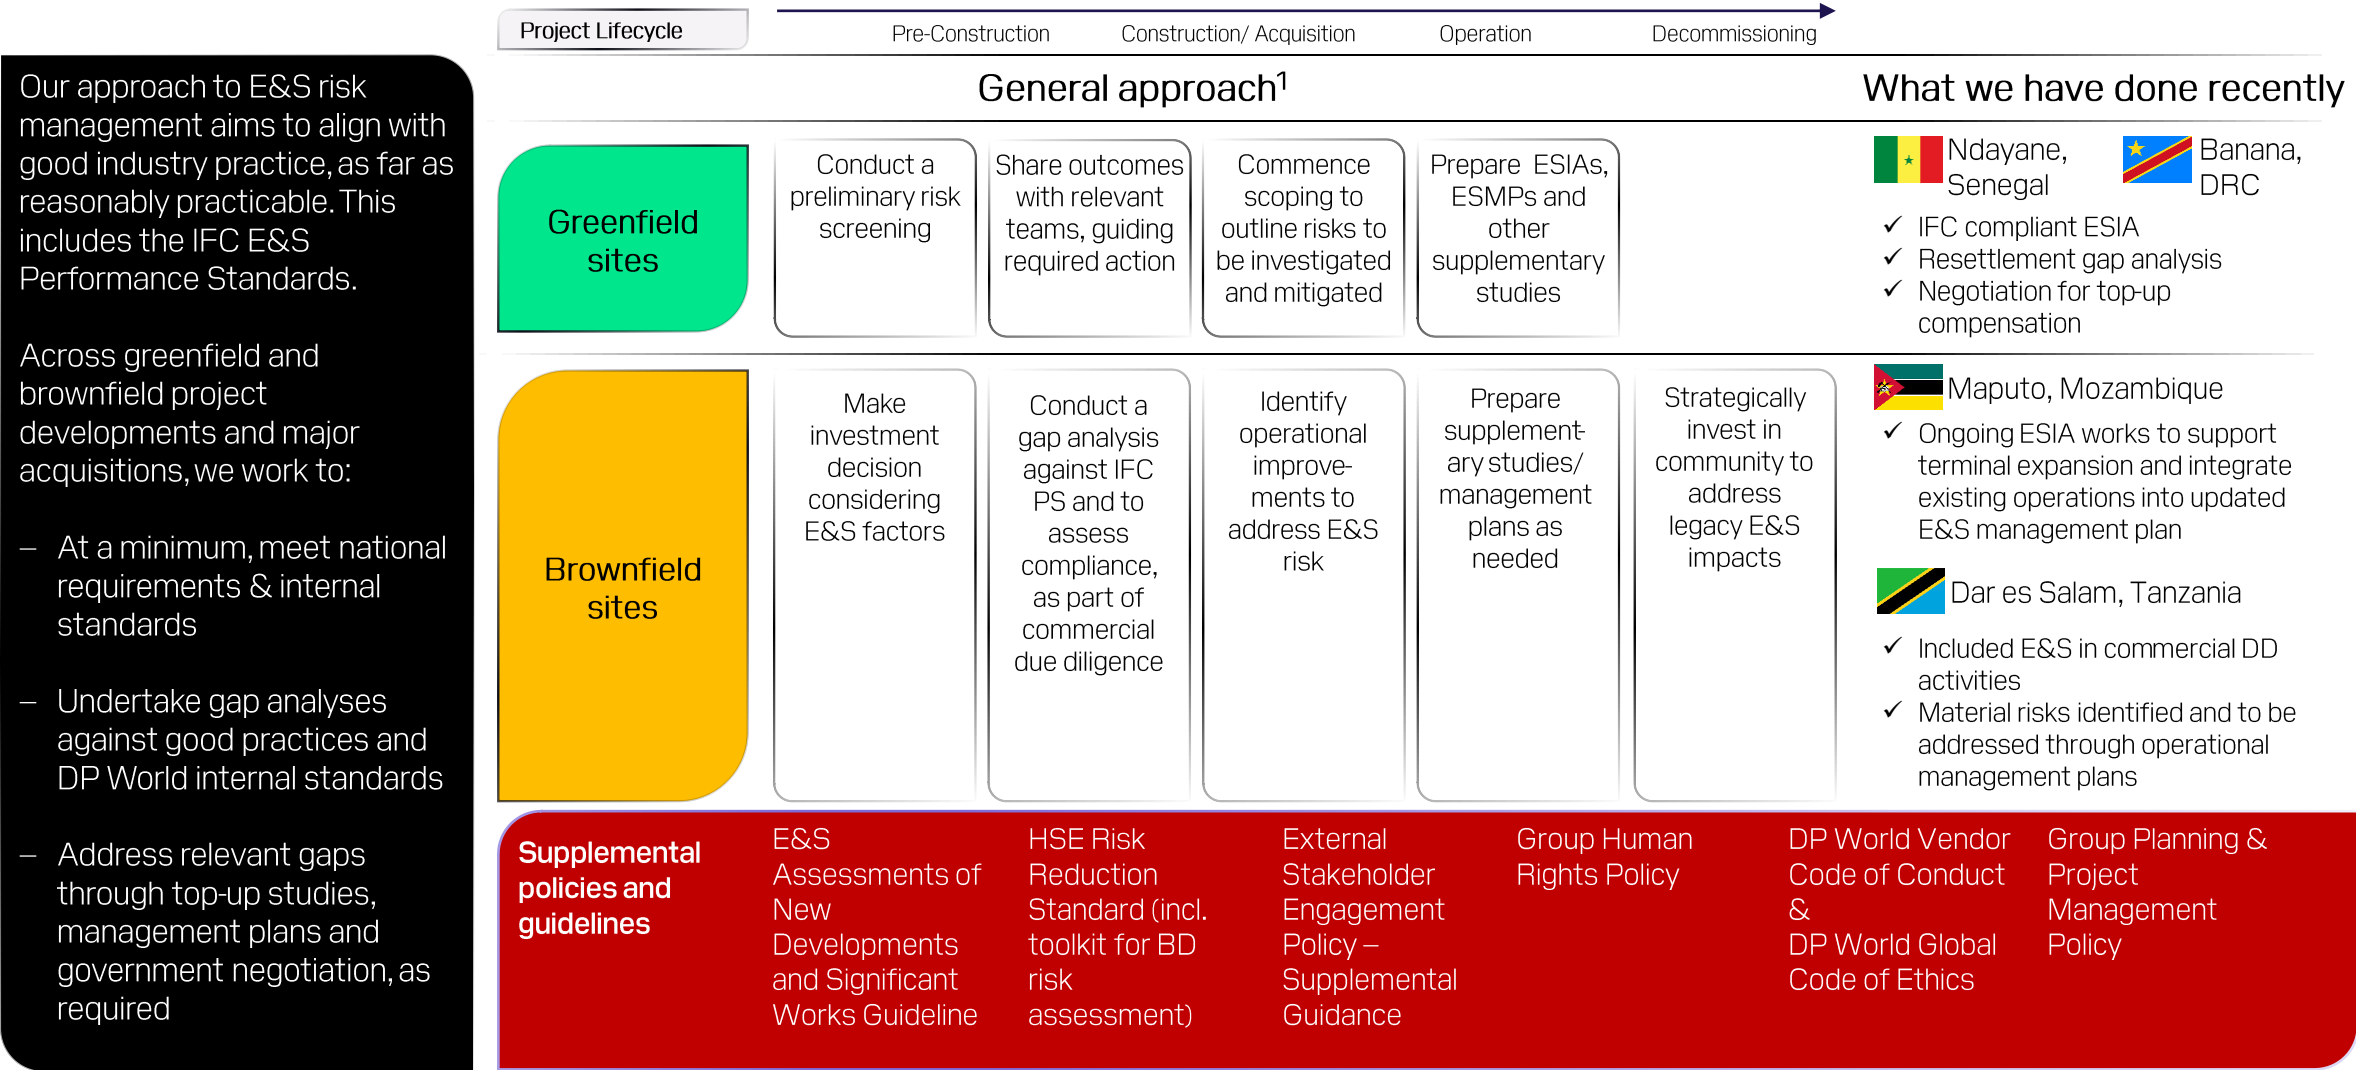 Project Lifecycle
Pre-Construction
Construction/ Acquisition
Operation
Decommissioning
Our approach to E&S risk
management aims to align with
good industry practice, as far as
reasonably practicable. This
includes the IFC E&S
Performance Standards.
Across greenfield and
brownfield project
developments and major
acquisitions, we work to:
– At a minimum, meet national
requirements & internal
standards
– Undertake gap analyses
against good practices and
DP World internal standards
– Address relevant gaps
through top-up studies,
management plans and
government negotiation, as
required
General approach¹
What we have done recently
Greenfield
sites
Conduct a
preliminary risk
screening
Share outcomes
with relevant
teams, guiding
required action
Commence
scoping to
outline risks to
be investigated
and mitigated
Prepare ESIAs,
ESMPs and
other
supplementary
studies
Ndayane,
Senegal
Banana,
DRC
✓ IFC compliant ESIA
✓ Resettlement gap analysis
✓ Negotiation for top-up
compensation
Brownfield
sites
Make
investment
decision
considering
E&S factors
Conduct a
gap analysis
against IFC
PS and to
assess
compliance,
as part of
commercial
due diligence
Identify
operational
improve-
ments to
address E&S
risk
Prepare
supplement-
ary studies/
management
plans as
needed
Strategically
invest in
community to
address
legacy E&S
impacts
Maputo, Mozambique
✓ Ongoing ESIA works to support
terminal expansion and integrate
existing operations into updated
E&S management plan
Dar es Salam, Tanzania
✓ Included E&S in commercial DD
activities
✓ Material risks identified and to be
addressed through operational
management plans
Supplemental
policies and
guidelines
E&S
Assessments of
New
Developments
and Significant
Works Guideline
HSE Risk
Reduction
Standard (incl.
toolkit for BD
risk
assessment)
External
Stakeholder
Engagement
Policy –
Supplemental
Guidance
Group Human
Rights Policy
DP World Vendor
Code of Conduct
&
DP World Global
Code of Ethics
Group Planning &
Project
Management
Policy